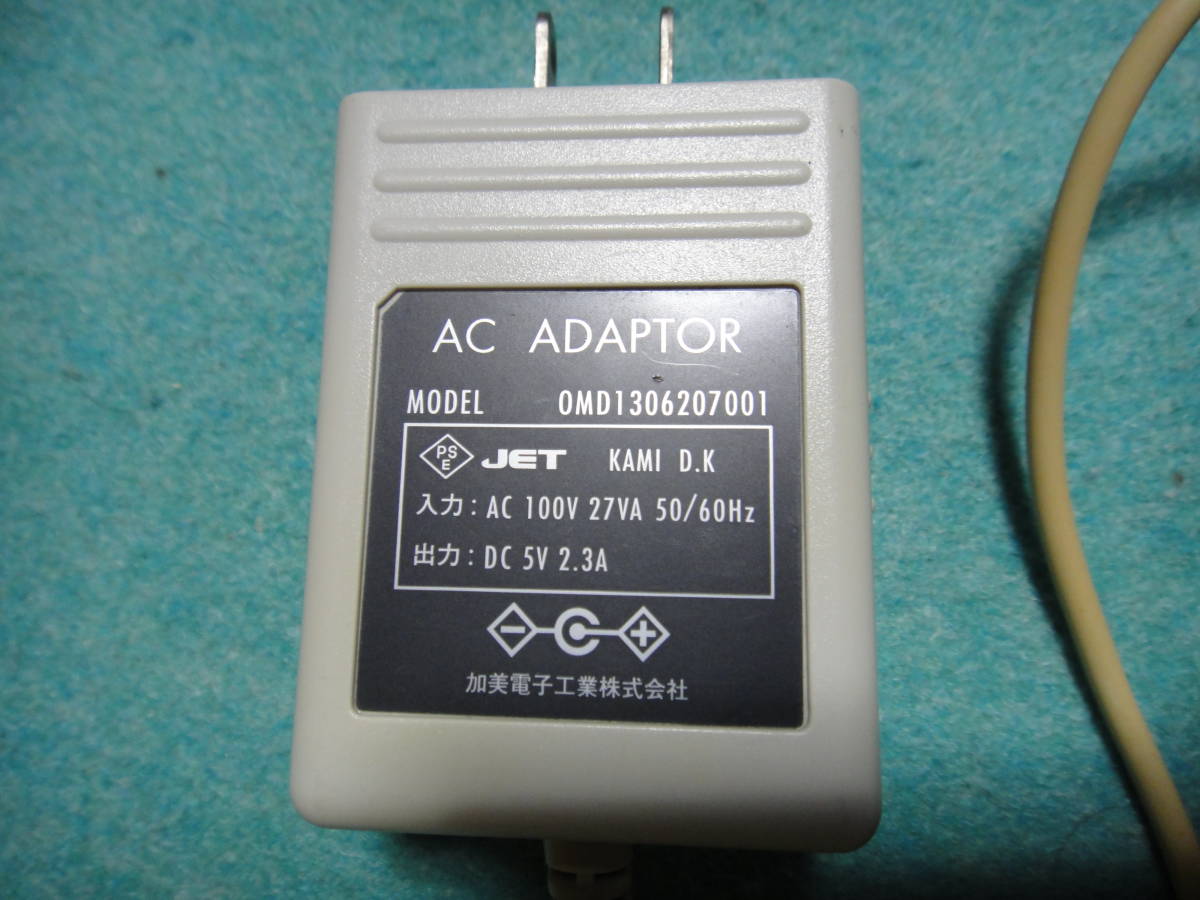 AC ADAPTOR
MODEL OMD1306207001
PSE JET KAMI D.K
入力: AC 100V 27VA 50/60Hz
出力: DC 5V 2.3A
加美電子工業株式会社